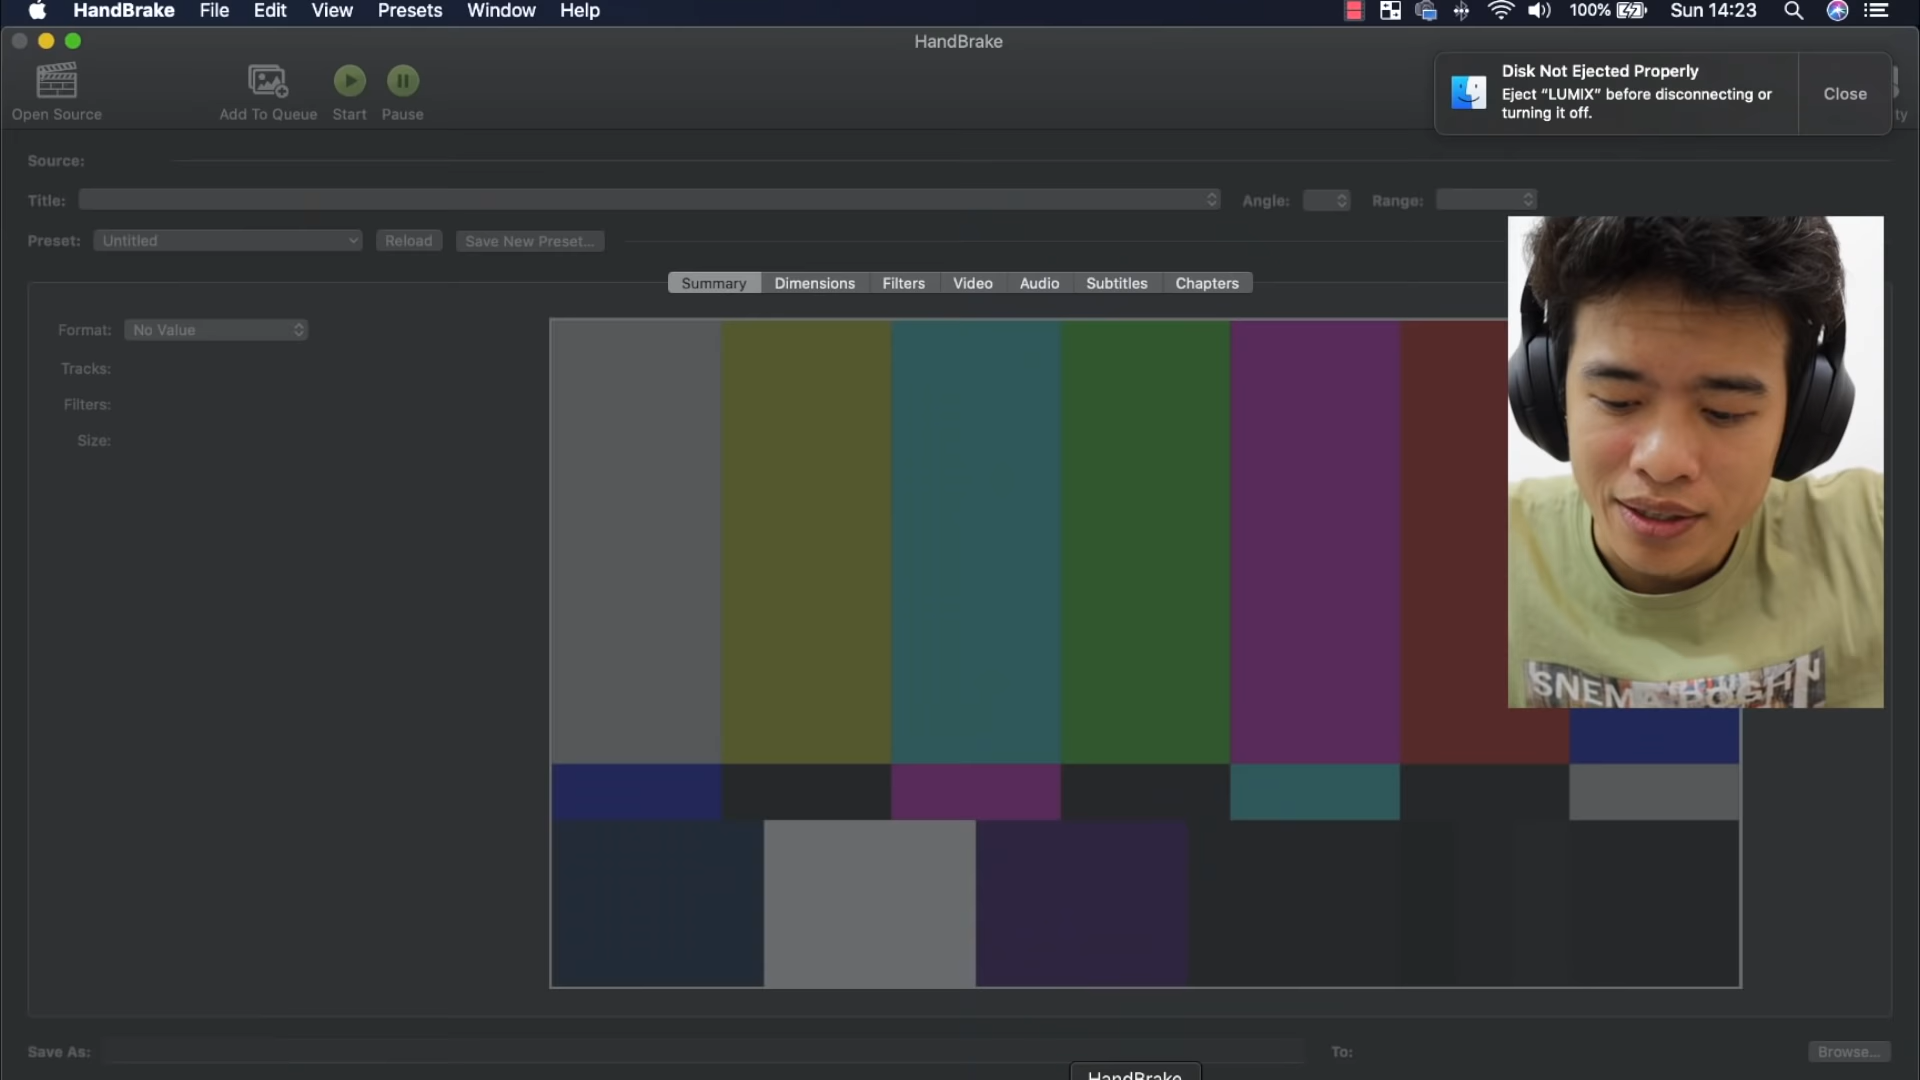 HandBrake File Edit View Presets Window Help 100% Sun 14:23
HandBrake
Disk Not Ejected Properly
Eject “LUMIX” before disconnecting or
turning it off.
Close
Open Source Add To Queue Start Pause
Source:
Title: Angle: Range:
Preset: Untitled Reload Save New Preset...
Summary Dimensions Filters Video Audio Subtitles Chapters
Format: No Value
Tracks:
Filters:
Size:
Save As: To: Browse...
HandBrake